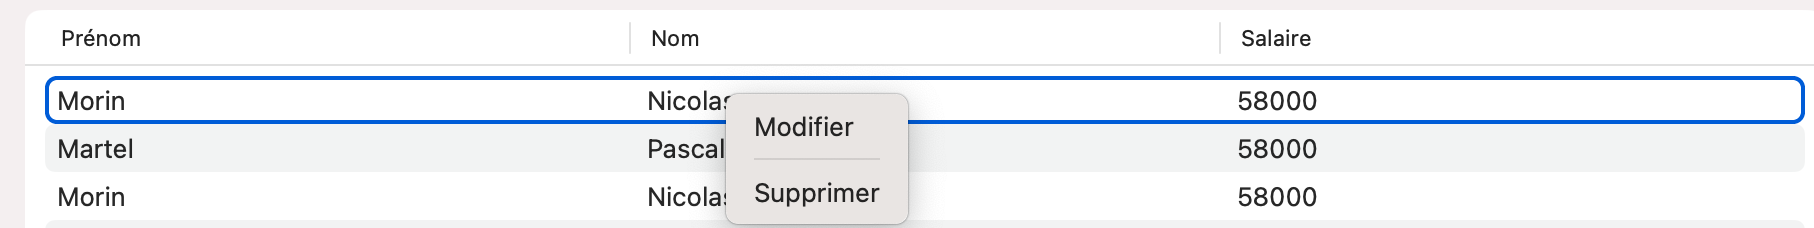 Prénom Nom Salaire
Morin Nicolas 58000
Modifier
Martel Pascal 58000
Supprimer
Morin Nicolas 58000